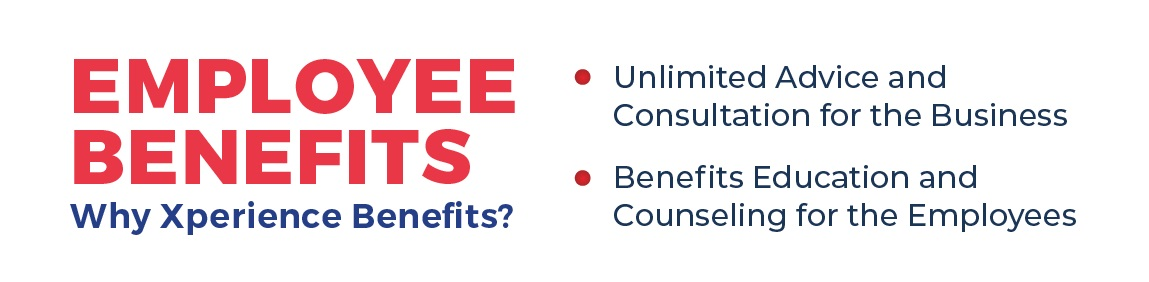 EMPLOYEE
BENEFITS
Why Xperience Benefits?
Unlimited Advice and
Consultation for the Business
Benefits Education and
Counseling for the Employees